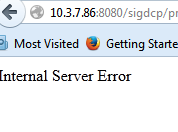 10.3.7.86:8080/sigdcp/pr
Most Visited Getting Starte
Internal Server Error